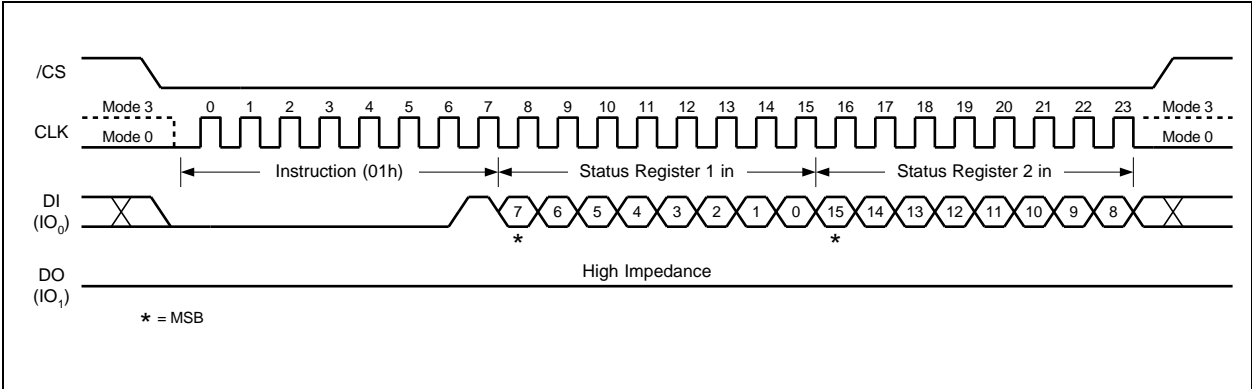 /CS
Mode 3 0 1 2 3 4 5 6 7 8 9 10 11 12 13 14 15 16 17 18 19 20 21 22 23 Mode 3
CLK Mode 0 Mode 0
Instruction (01h) Status Register 1 in Status Register 2 in
DI
(IO0) 7 6 5 4 3 2 1 0 15 14 13 12 11 10 9 8
* *
High Impedance
DO
(IO1)
* = MSB